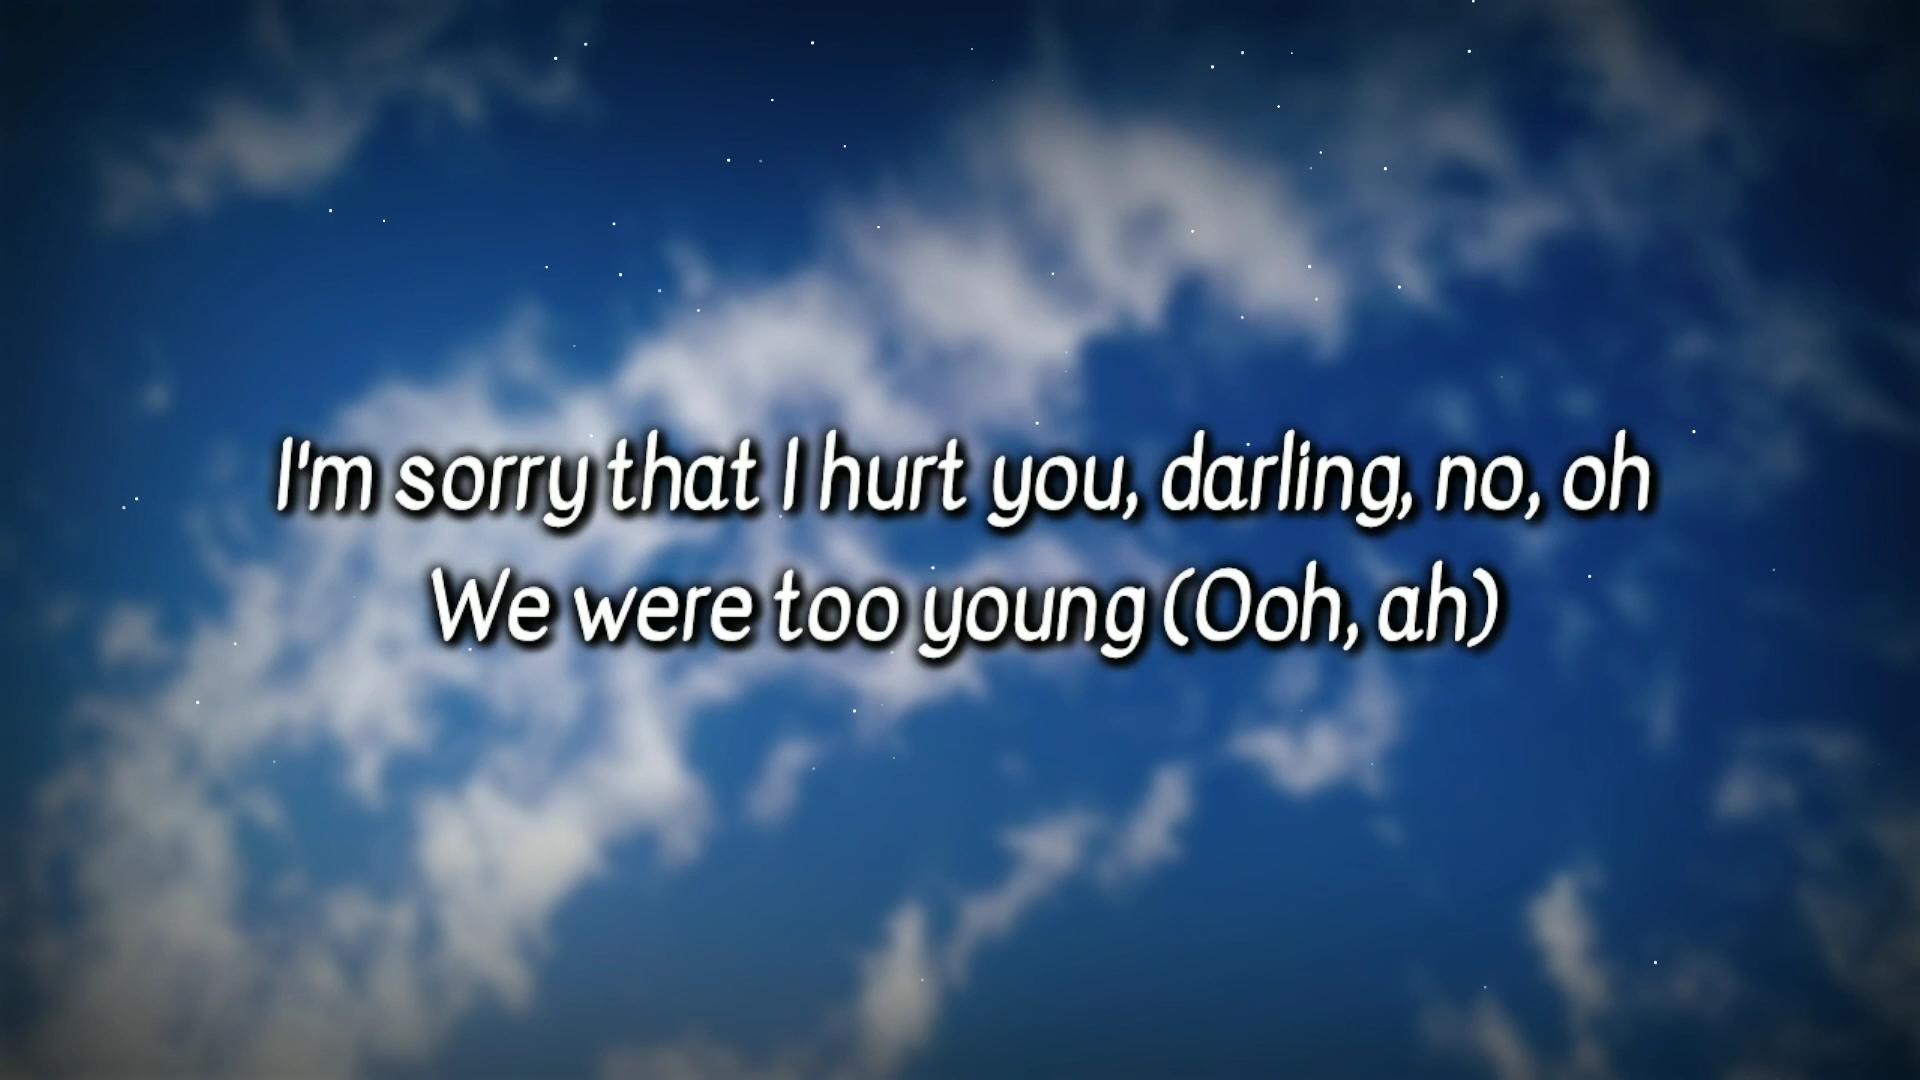 I'm sorry that I hurt you, darling, no, oh
We were too young (Ooh, ah)